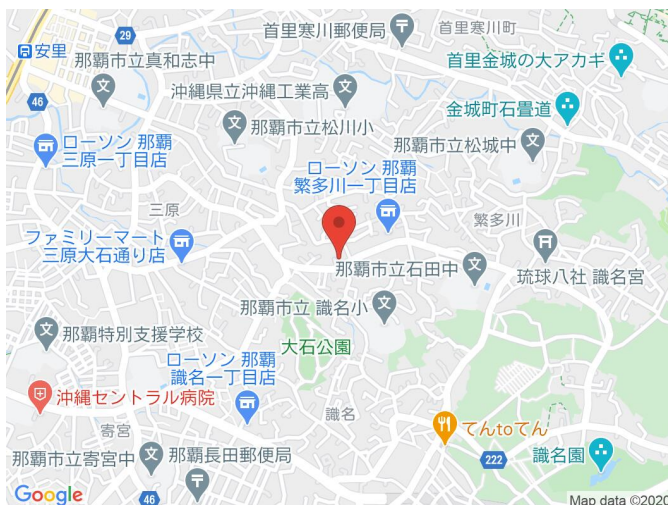 首里寒川郵便局
首里寒川町
29
安里
那覇市立真和志中
首里金城の大アカギ
沖縄県立沖縄工業高
46
金城町石畳道
那覇市立松川小
那覇市立松城中
ローソン 那覇
三原一丁目店
ローソン 那覇
繁多川一丁目店
三原
繁多川
ファミリーマート
三原大石通り店
那覇市立石田中
琉球八社 識名宮
那覇市立 識名小
那覇特別支援学校
大石公園
ローソン 那覇
識名一丁目店
沖縄セントラル病院
識名
てんtoてん
寄宮
那覇市立寄宮中
那覇長田郵便局
222
識名園
46
Google
Map data ©2020